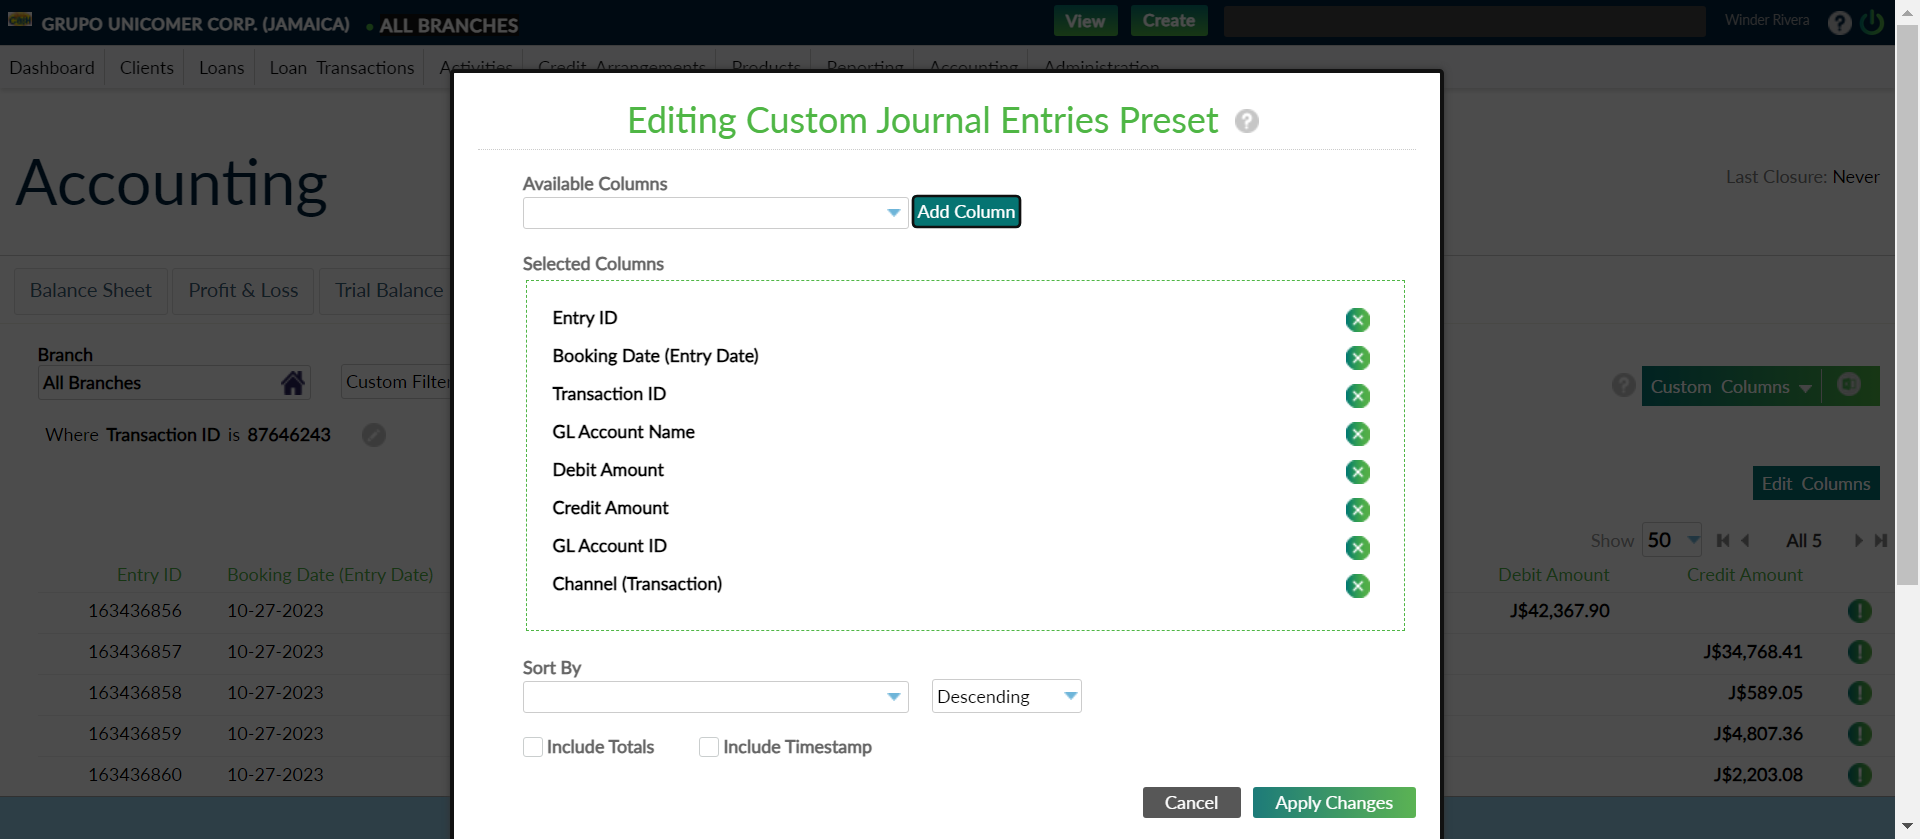 GRUPO UNICOMER CORP. (JAMAICA) • ALL BRANCHES View Create Winder Rivera ?
Dashboard Clients Loans Loan Transactions Activities Credit Arrangements Products Reporting Accounting Administration
Editing Custom Journal Entries Preset ?
Accounting
Last Closure: Never
Available Columns
Add Column
Selected Columns
Balance Sheet Profit & Loss Trial Balance
Entry ID
Booking Date (Entry Date)
Transaction ID
GL Account Name
Debit Amount
Credit Amount
GL Account ID
Channel (Transaction)
Branch
All Branches Custom Filter
Where Transaction ID is 87646243
? Custom Columns
Edit Columns
Show 50 All 5
Entry ID Booking Date (Entry Date) Debit Amount Credit Amount
163436856 10-27-2023 J$42,367.90
163436857 10-27-2023 J$34,768.41
163436858 10-27-2023 J$589.05
163436859 10-27-2023 J$4,807.36
163436860 10-27-2023 J$2,203.08
Sort By
Descending
Include Totals Include Timestamp
Cancel Apply Changes